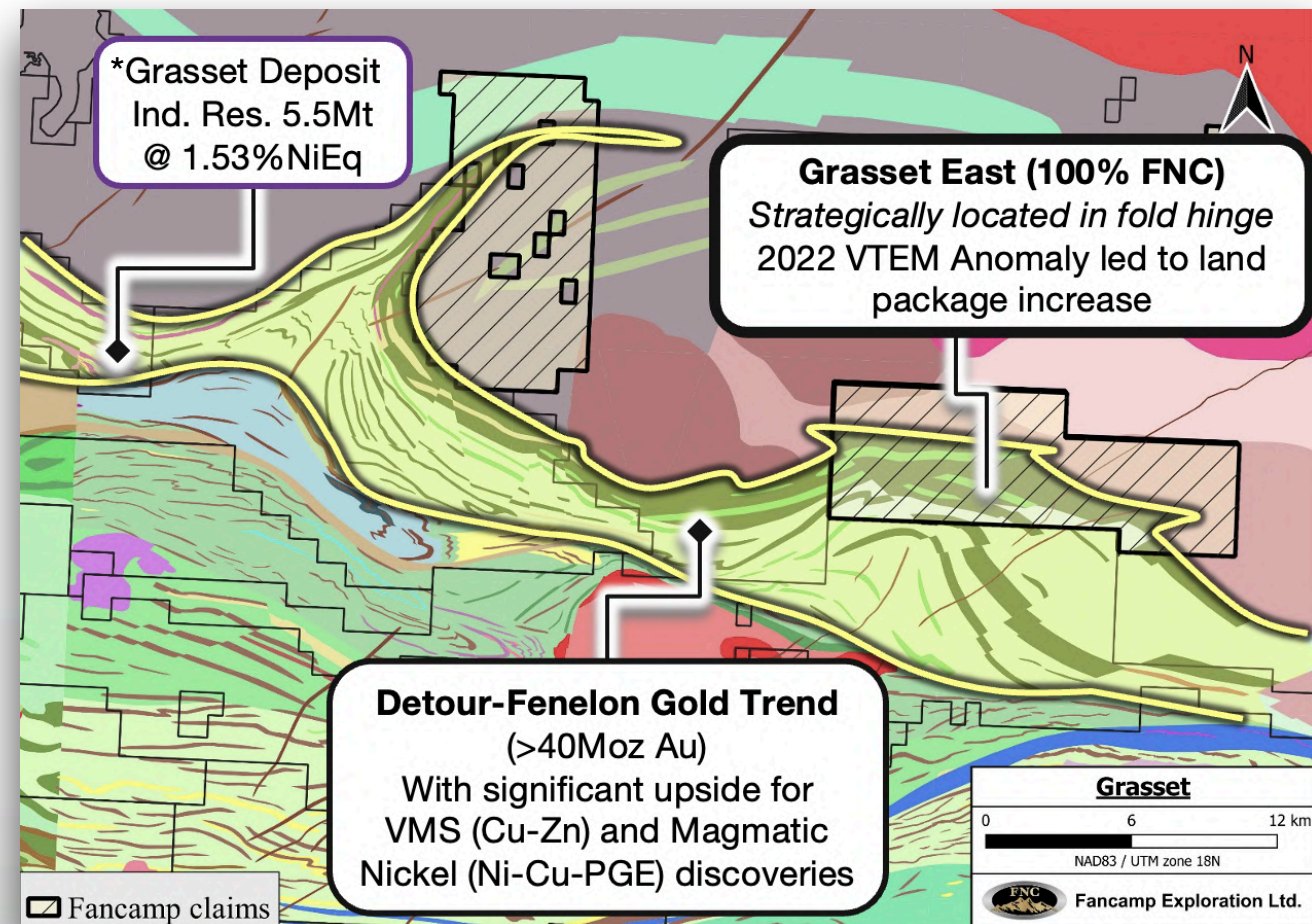 *Grasset Deposit
Ind. Res. 5.5Mt
@ 1.53%NiEq
N
Grasset East (100% FNC)
Strategically located in fold hinge
2022 VTEM Anomaly led to land
package increase
Detour-Fenelon Gold Trend
(>40Moz Au)
With significant upside for
VMS (Cu-Zn) and Magmatic
Nickel (Ni-Cu-PGE) discoveries
Grasset
0 6 12 km
NAD83 / UTM zone 18N
FNC
Fancamp Exploration Ltd.
Fancamp claims